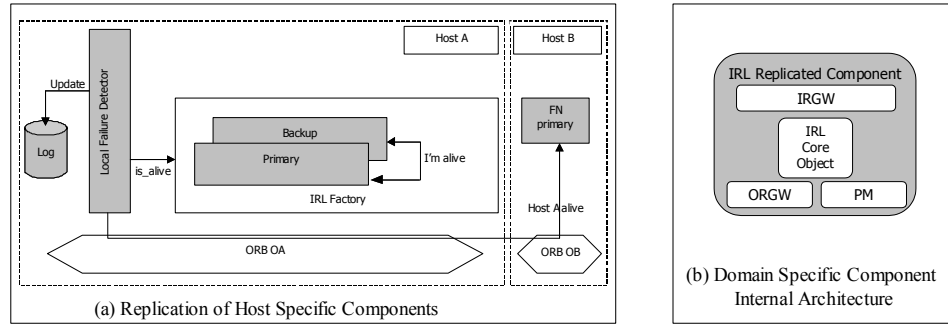 Host A
Host B
Update
Local Failure Detector
Log
is_alive
Backup
Primary
I'm alive
IRL Factory
FN
primary
Host A alive
ORB OA
ORB OB
(a) Replication of Host Specific Components
IRL Replicated Component
IRGW
IRL
Core
Object
ORGW
PM
(b) Domain Specific Component
Internal Architecture